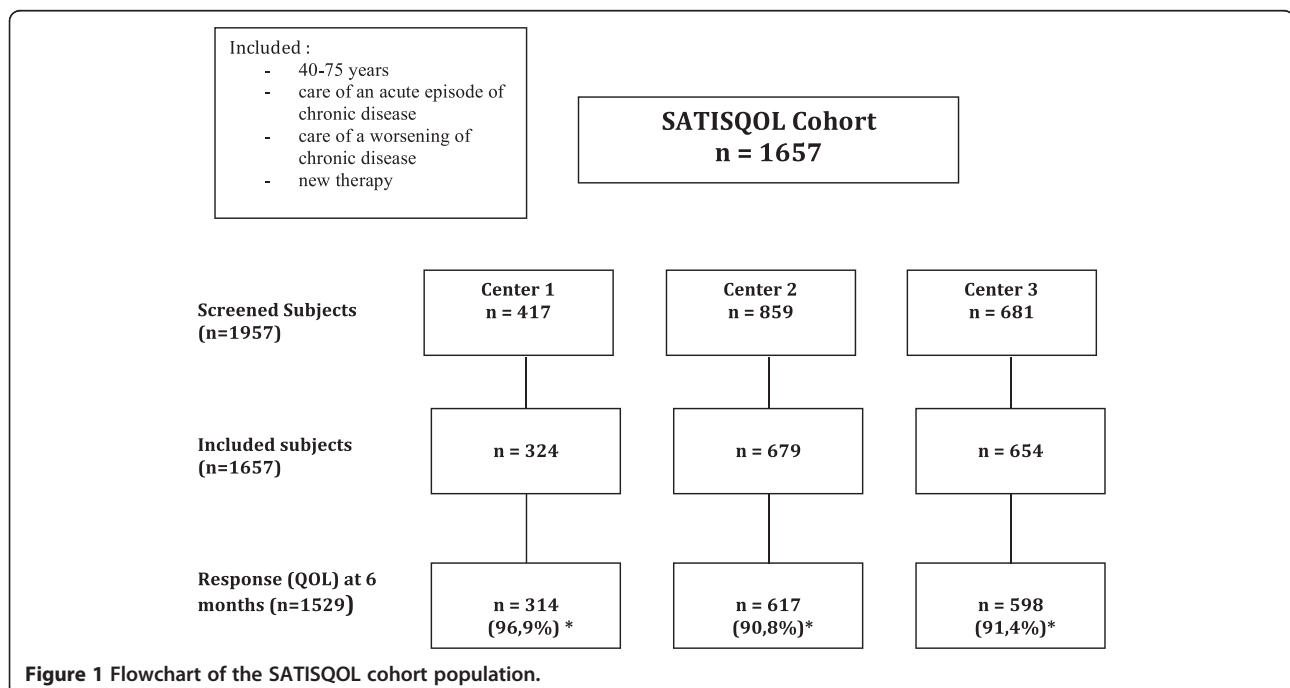 Included :
- 40-75 years
- care of an acute episode of
chronic disease
- care of a worsening of
chronic disease
- new therapy
SATISQOL Cohort
n = 1657
Screened Subjects
(n=1957)
Center 1
n = 417
Center 2
n = 859
Center 3
n = 681
Included subjects
(n=1657)
n = 324
n = 679
n = 654
Response (QOL) at 6
months (n=1529)
n = 314
(96,9%) *
n = 617
(90,8%)*
n = 598
(91,4%)*
Figure 1 Flowchart of the SATISQOL cohort population.